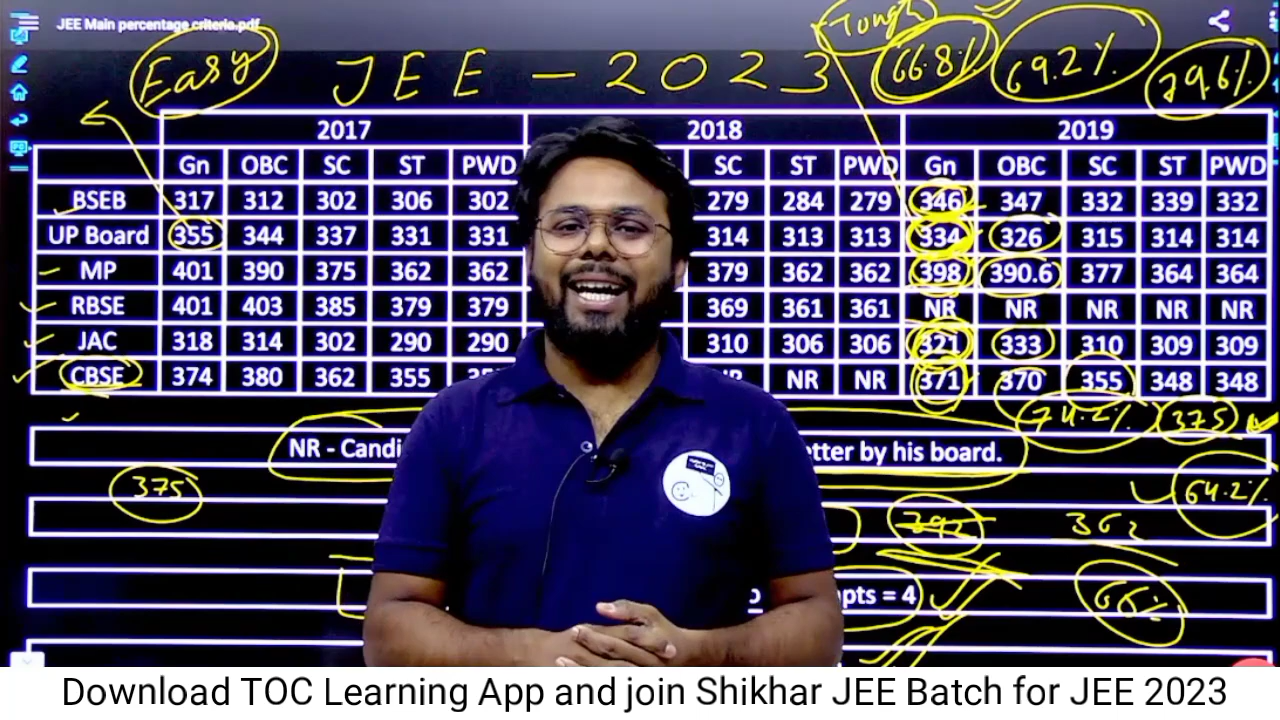 JEE Main percentage criteria.pdf
Easy JEE - 2023 Tough 66.8% 69.2% 79.6%
2017 2018 2019
Gn OBC SC ST PWD SC ST PWD Gn OBC SC ST PWD
BSEB 317 312 302 306 302 279 284 279 346 347 332 339 332
UP Board 355 344 337 331 331 314 313 313 334 326 315 314 314
MP 401 390 375 362 362 379 362 362 398 390.6 377 364 364
RBSE 401 403 385 379 379 369 361 361 NR NR NR NR NR
JAC 318 314 302 290 290 310 306 306 321 333 310 309 309
CBSE 374 380 362 355 NR NR 371 370 355 348 348
74.2% 375
NR - Candi etter by his board.
375 64.2%
392 362
pts = 4 66%
Download TOC Learning App and join Shikhar JEE Batch for JEE 2023